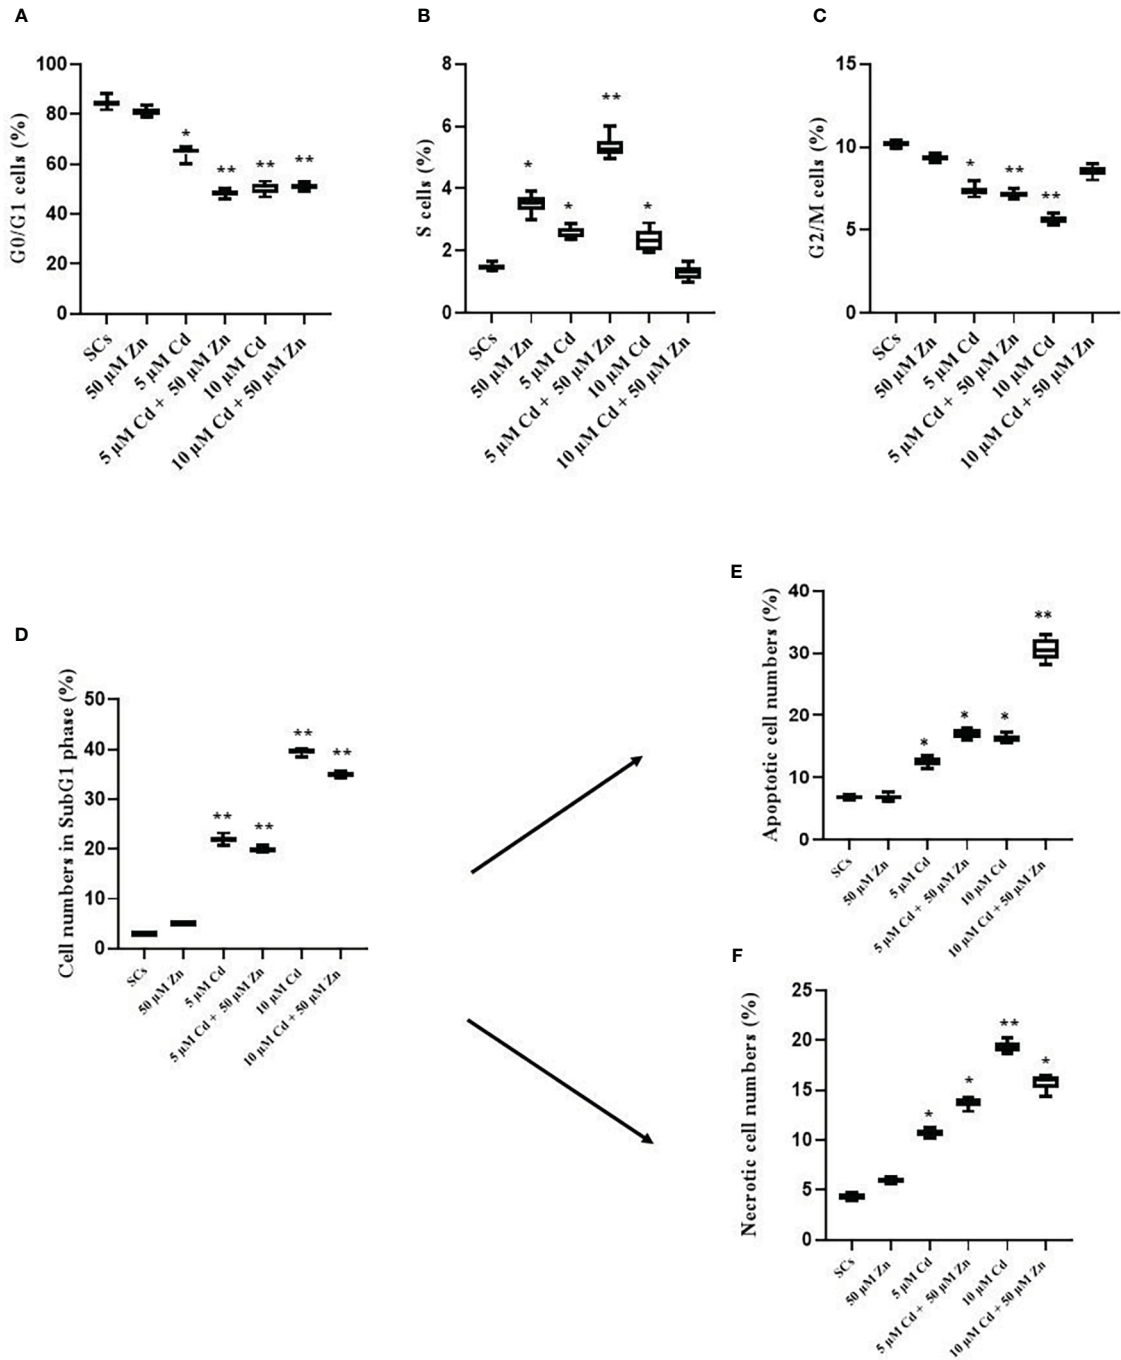 A
G0/G1 cells (%)
100
80
60
40
20
0
*
**
**
**
SCs
50 µM Zn
5 µM Cd
5 µM Cd + 50 µM Zn
10 µM Cd
10 µM Cd + 50 µM Zn
B
S cells (%)
8
6
4
2
0
*
*
**
*
SCs
50 µM Zn
5 µM Cd
5 µM Cd + 50 µM Zn
10 µM Cd
10 µM Cd + 50 µM Zn
C
G2/M cells (%)
15
10
5
0
*
**
**
SCs
50 µM Zn
5 µM Cd
5 µM Cd + 50 µM Zn
10 µM Cd
10 µM Cd + 50 µM Zn
D
Cell numbers in SubG1 phase (%)
50
40
30
20
10
0
**
**
**
**
SCs
50 µM Zn
5 µM Cd
5 µM Cd + 50 µM Zn
10 µM Cd
10 µM Cd + 50 µM Zn
E
Apoptotic cell numbers (%)
40
30
20
10
0
*
*
*
**
SCs
50 µM Zn
5 µM Cd
5 µM Cd + 50 µM Zn
10 µM Cd
10 µM Cd + 50 µM Zn
F
Necrotic cell numbers (%)
25
20
15
10
5
0
*
*
**
*
SCs
50 µM Zn
5 µM Cd
5 µM Cd + 50 µM Zn
10 µM Cd
10 µM Cd + 50 µM Zn